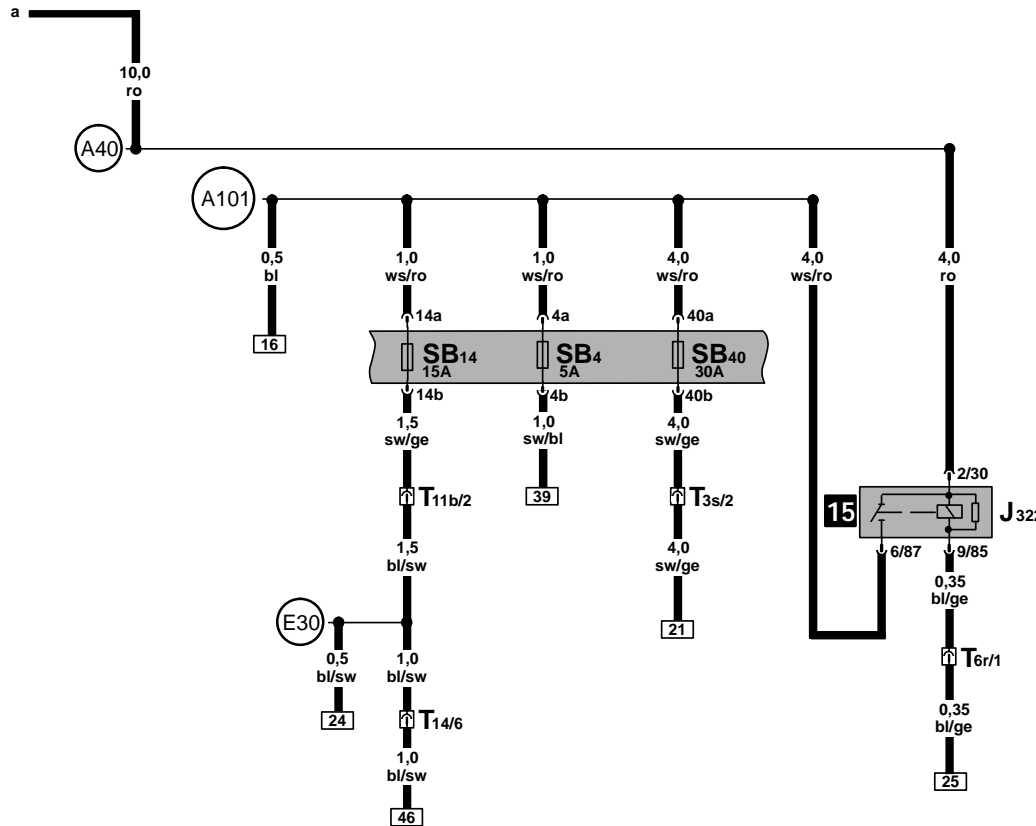 a
10,0
ro
A40
A101
0,5
bl
1,0
ws/ro
1,0
ws/ro
4,0
ws/ro
4,0
ws/ro
4,0
ro
16
14a
4a
40a
SB14
15A
SB4
5A
SB40
30A
14b
4b
40b
1,5
sw/ge
1,0
sw/bl
4,0
sw/ge
2/30
T11b/2
39
T3s/2
15
J322
6/87
9/85
1,5
bl/sw
4,0
sw/ge
0,35
bl/ge
E30
21
0,5
bl/sw
1,0
bl/sw
T6r/1
24
T14/6
0,35
bl/ge
1,0
bl/sw
25
46